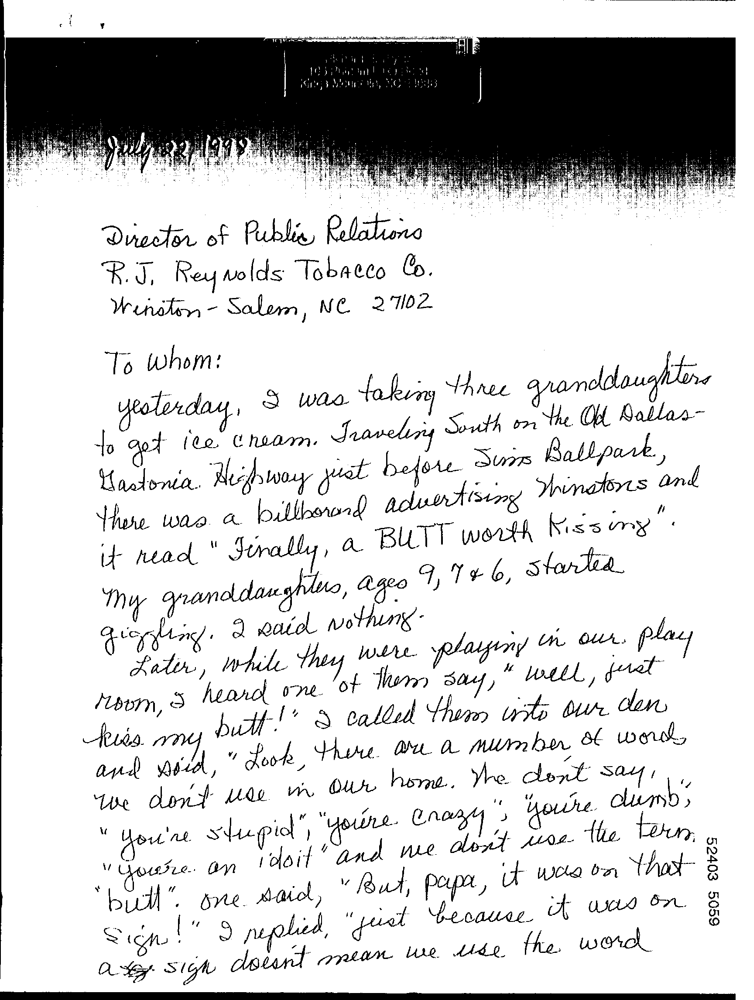 July 22, 1998
Director of Public Relations
R.J. Reynolds Tobacco Co.
Winston-Salem, NC 27102
To Whom:
yesterday, I was taking three granddaughters
to get ice cream. Traveling South on the Old Dallas-
Gastonia Highway just before Sims Ballpark,
there was a billborand advertising Winstons and
it read "Finally, a BUTT worth Kissing".
My granddaughters, ages 9, 7 & 6, started
giggling. I said nothing.
Later, while they were playing in our play
room, I heard one of them say, "well, just
kiss my butt!" I called them into our den
and said, "Look, there are a number of words
we don't use in our home. We don't say,
"you're stupid", "you're crazy", "you're dumb",
"you're an idoit" and we don't use the term
"butt". One said, "But, papa, it was on that
sign!" I replied, "just because it was on
a sign doesn't mean we use the word
52403 5059